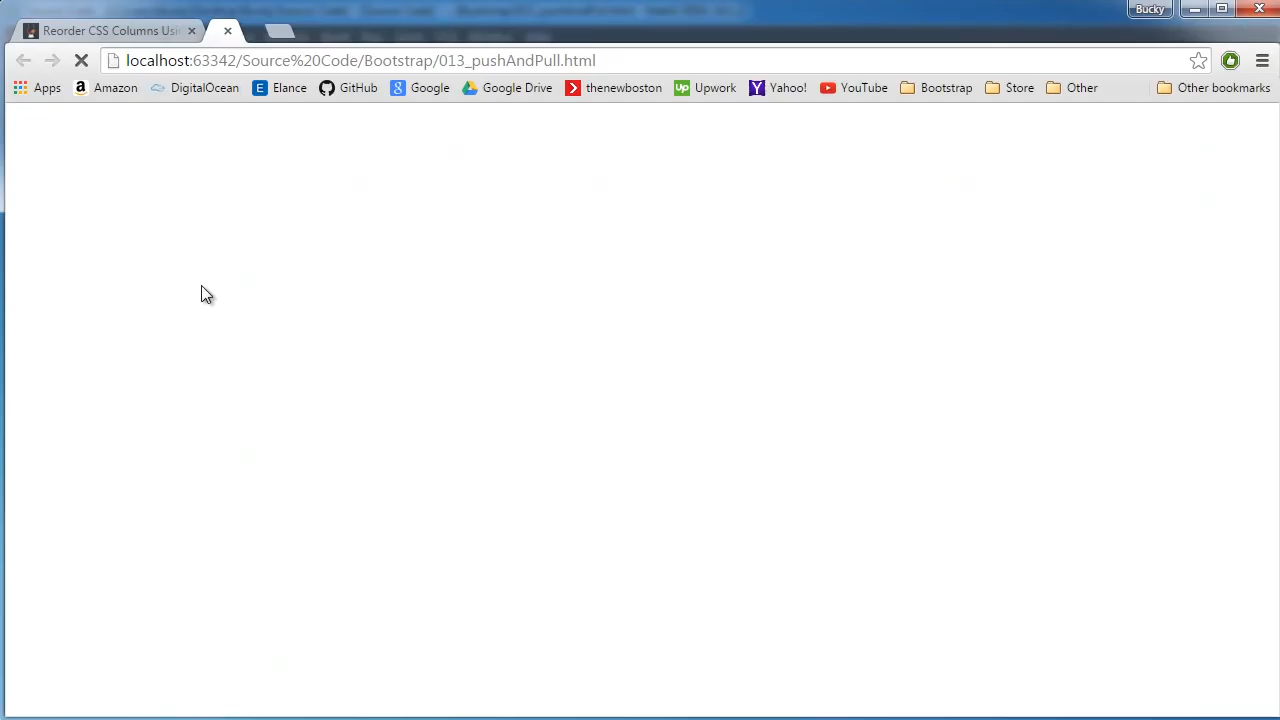 Bucky
Reorder CSS Columns Usi
localhost:63342/Source%20Code/Bootstrap/013_pushAndPull.html
Apps Amazon DigitalOcean Elance GitHub Google Google Drive thenewboston Upwork Yahoo! YouTube Bootstrap Store Other Other bookmarks